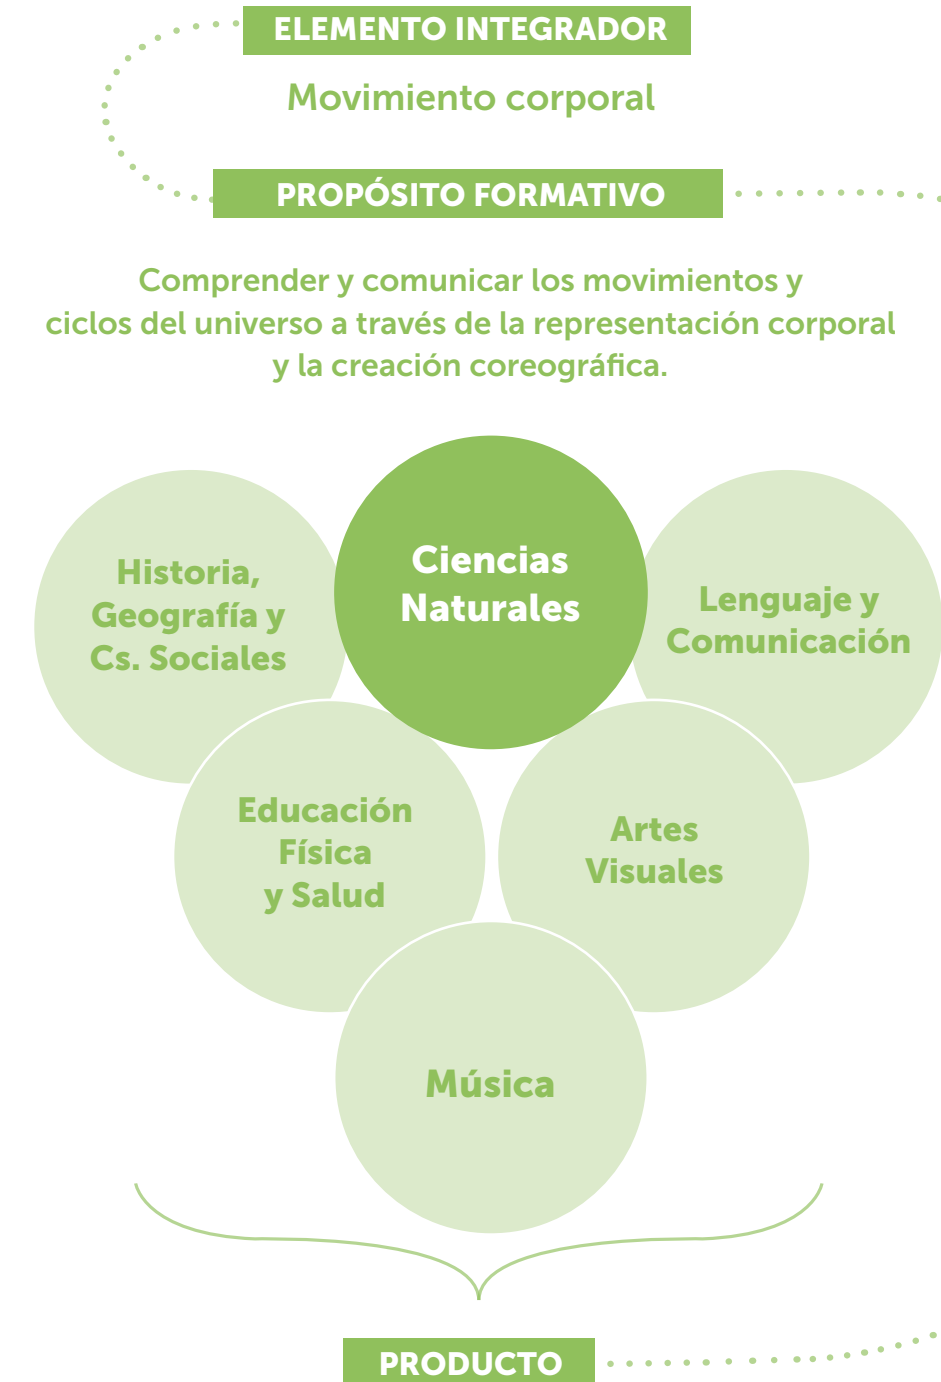 ELEMENTO INTEGRADOR
Movimiento corporal
PROPÓSITO FORMATIVO
Comprender y comunicar los movimientos y
ciclos del universo a través de la representación corporal
y la creación coreográfica.
Historia,
Geografía y
Cs. Sociales
Ciencias
Naturales
Lenguaje y
Comunicación
Educación
Física
y Salud
Artes
Visuales
Música
PRODUCTO